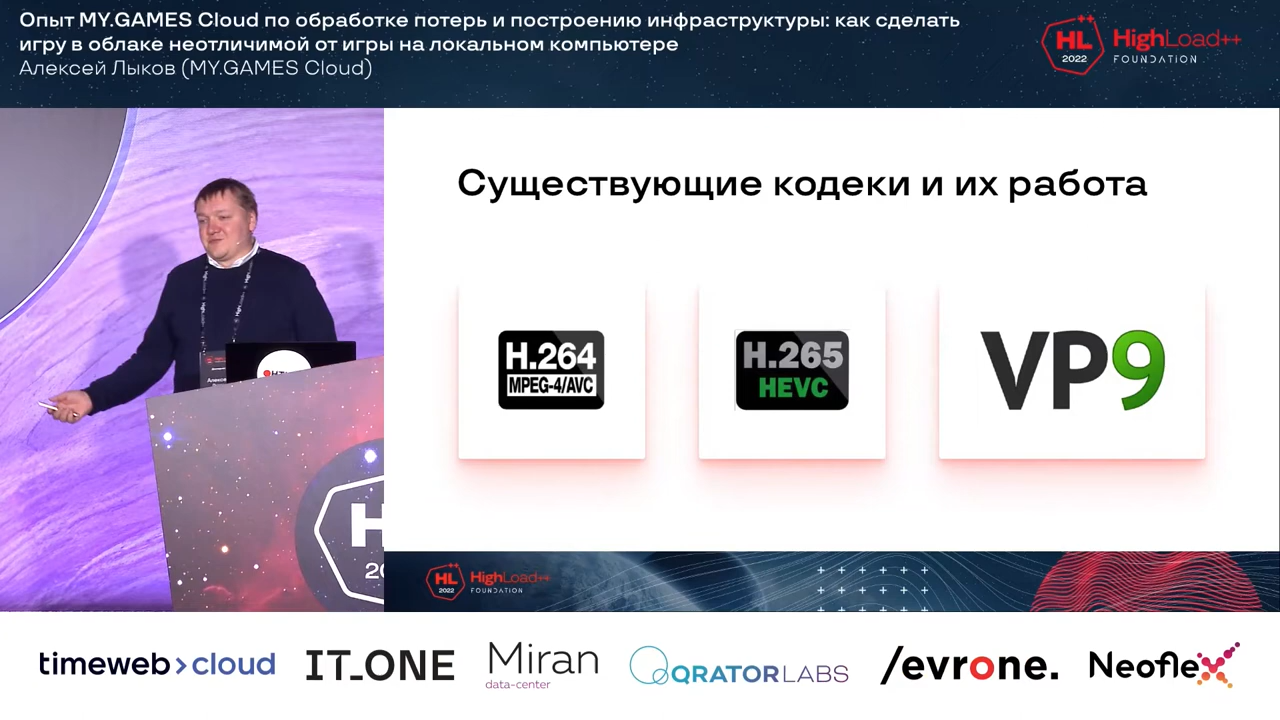 Опыт MY.GAMES Cloud по обработке потерь и построению инфраструктуры: как сделать
игру в облаке неотличимой от игры на локальном компьютере
Алексей Лыков (MY.GAMES Cloud)
HL
2022
HighLoad++
FOUNDATION
Существующие кодеки и их работа
H.264
MPEG-4/AVC
H.265
HEVC
VP9
HL
2022
HighLoad++
FOUNDATION
timeweb>cloud
IT_ONE
Miran
data-center
QRATORLABS
/evrone.
Neoflex